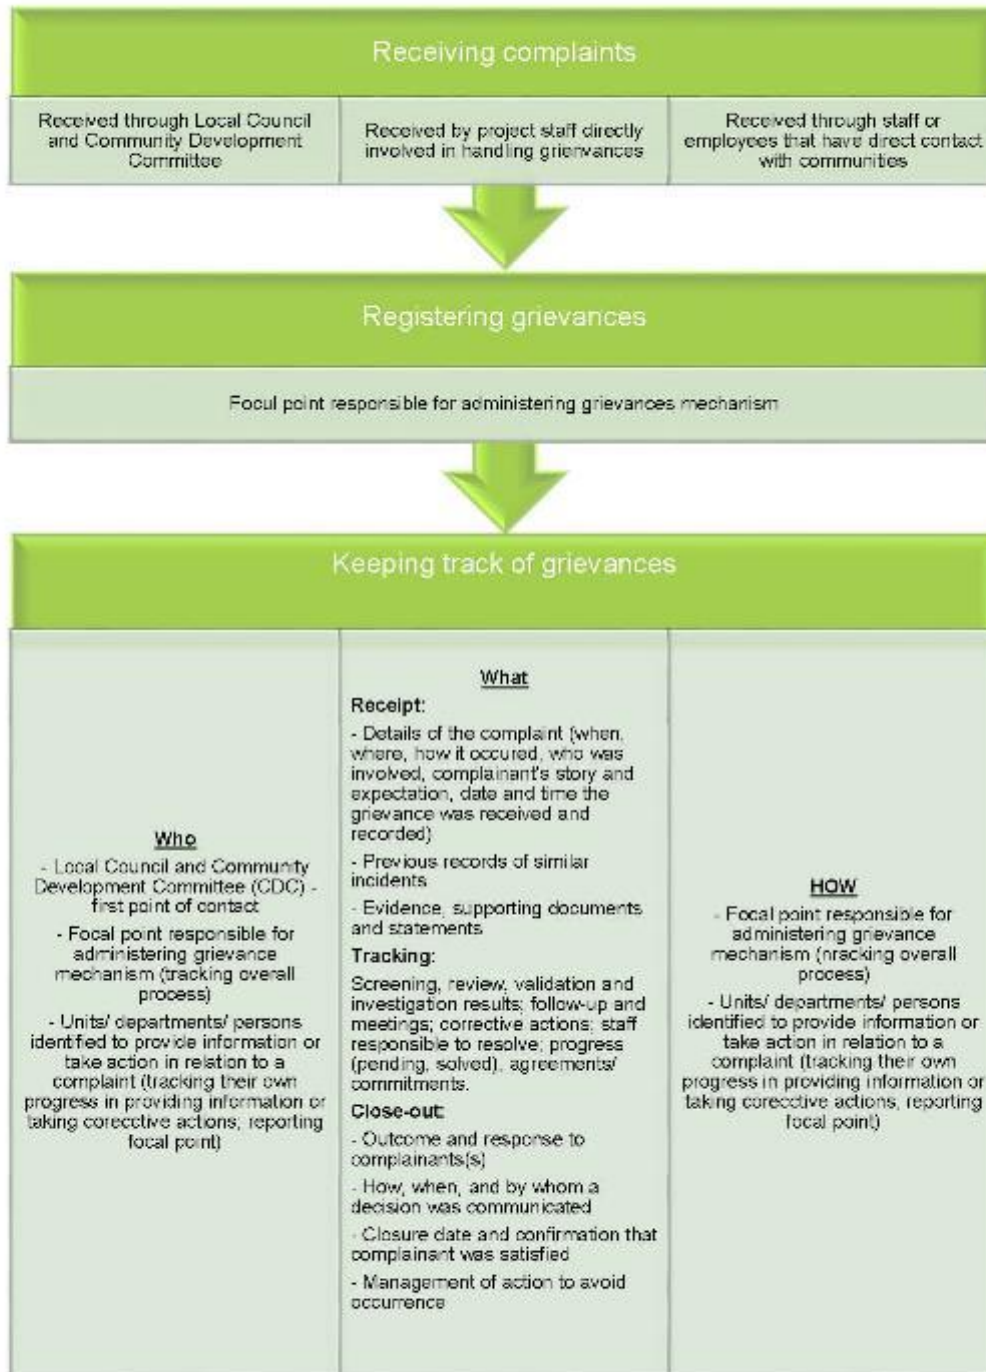 Receiving complaints
Received through Local Council
and Community Development
Committee
Received by project staff directly
involved in handling grienvances
Received through staff or
employees that have direct contact
with communities
Registering grievances
Focul point responsible for administering grievances mechanism
Keeping track of grievances
Who
- Local Council and Community
Development Committee (CDC) -
first point of contact
- Focal point responsible for
administering grievance
mechanism (tracking overall
process)
- Units/ departments/ persons
identified to provide information or
take action in relation to a
complaint (tracking their own
progress in providing information or
taking corecctive actions; reporting
focal point)
What
Receipt:
- Details of the complaint (when,
where, how it occured, who was
involved, complainant's story and
expectation, date and time the
grievance was received and
recorded)
- Previous records of similar
incidents
- Evidence, supporting documents
and statements
Tracking:
Screening, review, validation and
investigation results; follow-up and
meetings; corrective actions; staff
responsible to resolve; progress
(pending, solved), agreements/
commitments.
Close-out:
- Outcome and response to
complainants(s)
- How, when, and by whom a
decision was communicated
- Closure date and confirmation that
complainant was satisfied
- Management of action to avoid
occurrence
HOW
- Focal point responsible for
administering grievance
mechanism (nracking overall
process)
- Units/ departments/ persons
identified to provide information or
take action in relation to a
complaint (tracking their own
progress in providing information or
taking corecctive actions; reporting
focal point)